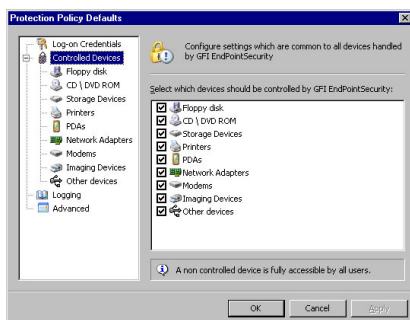 Protection Policy Defaults
Log-on Credentials
Controlled Devices
Floppy disk
CD \ DVD ROM
Storage Devices
Printers
PDAs
Network Adapters
Modems
Imaging Devices
Other devices
Logging
Advanced
Configure settings which are common to all devices handled
by GFI EndPointSecurity
Select which devices should be controlled by GFI EndPointSecurity:
Floppy disk
CD \ DVD ROM
Storage Devices
Printers
PDAs
Network Adapters
Modems
Imaging Devices
Other devices
A non controlled device is fully accessible by all users.
OK
Cancel
Apply